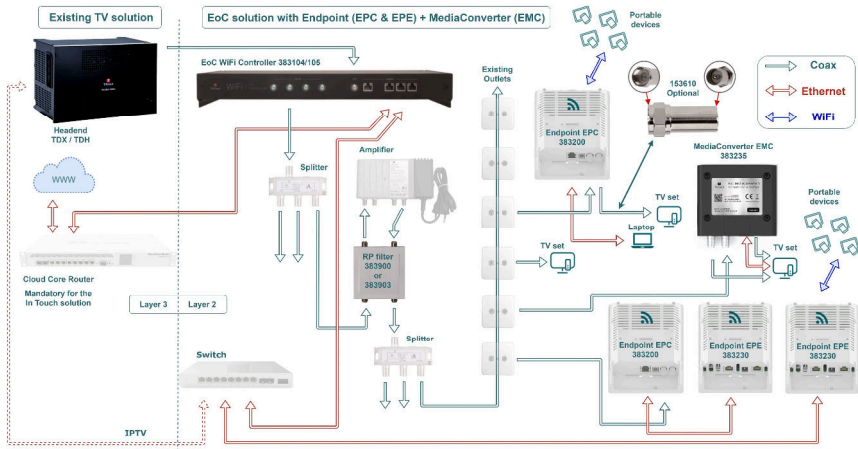 Existing TV solution
EoC solution with Endpoint (EPC & EPE) + MediaConverter (EMC)
Portable
devices
EoC WiFi Controller 383104/105
WiFi
Existing
Outlets
153610
Optional
Coax
Ethernet
WiFi
Headend
TDX / TDH
Endpoint EPC
383200
MediaConverter EMC
383235
Splitter
Amplifier
www
Portable
devices
TV set
Laptop
TV set
TV set
RP filter
383900
or
383903
Cloud Core Router
Mandatory for the
In Touch solution
Layer 3
Layer 2
Splitter
Switch
Endpoint EPC
383200
Endpoint EPE
383230
Endpoint EPE
383230
IPTV